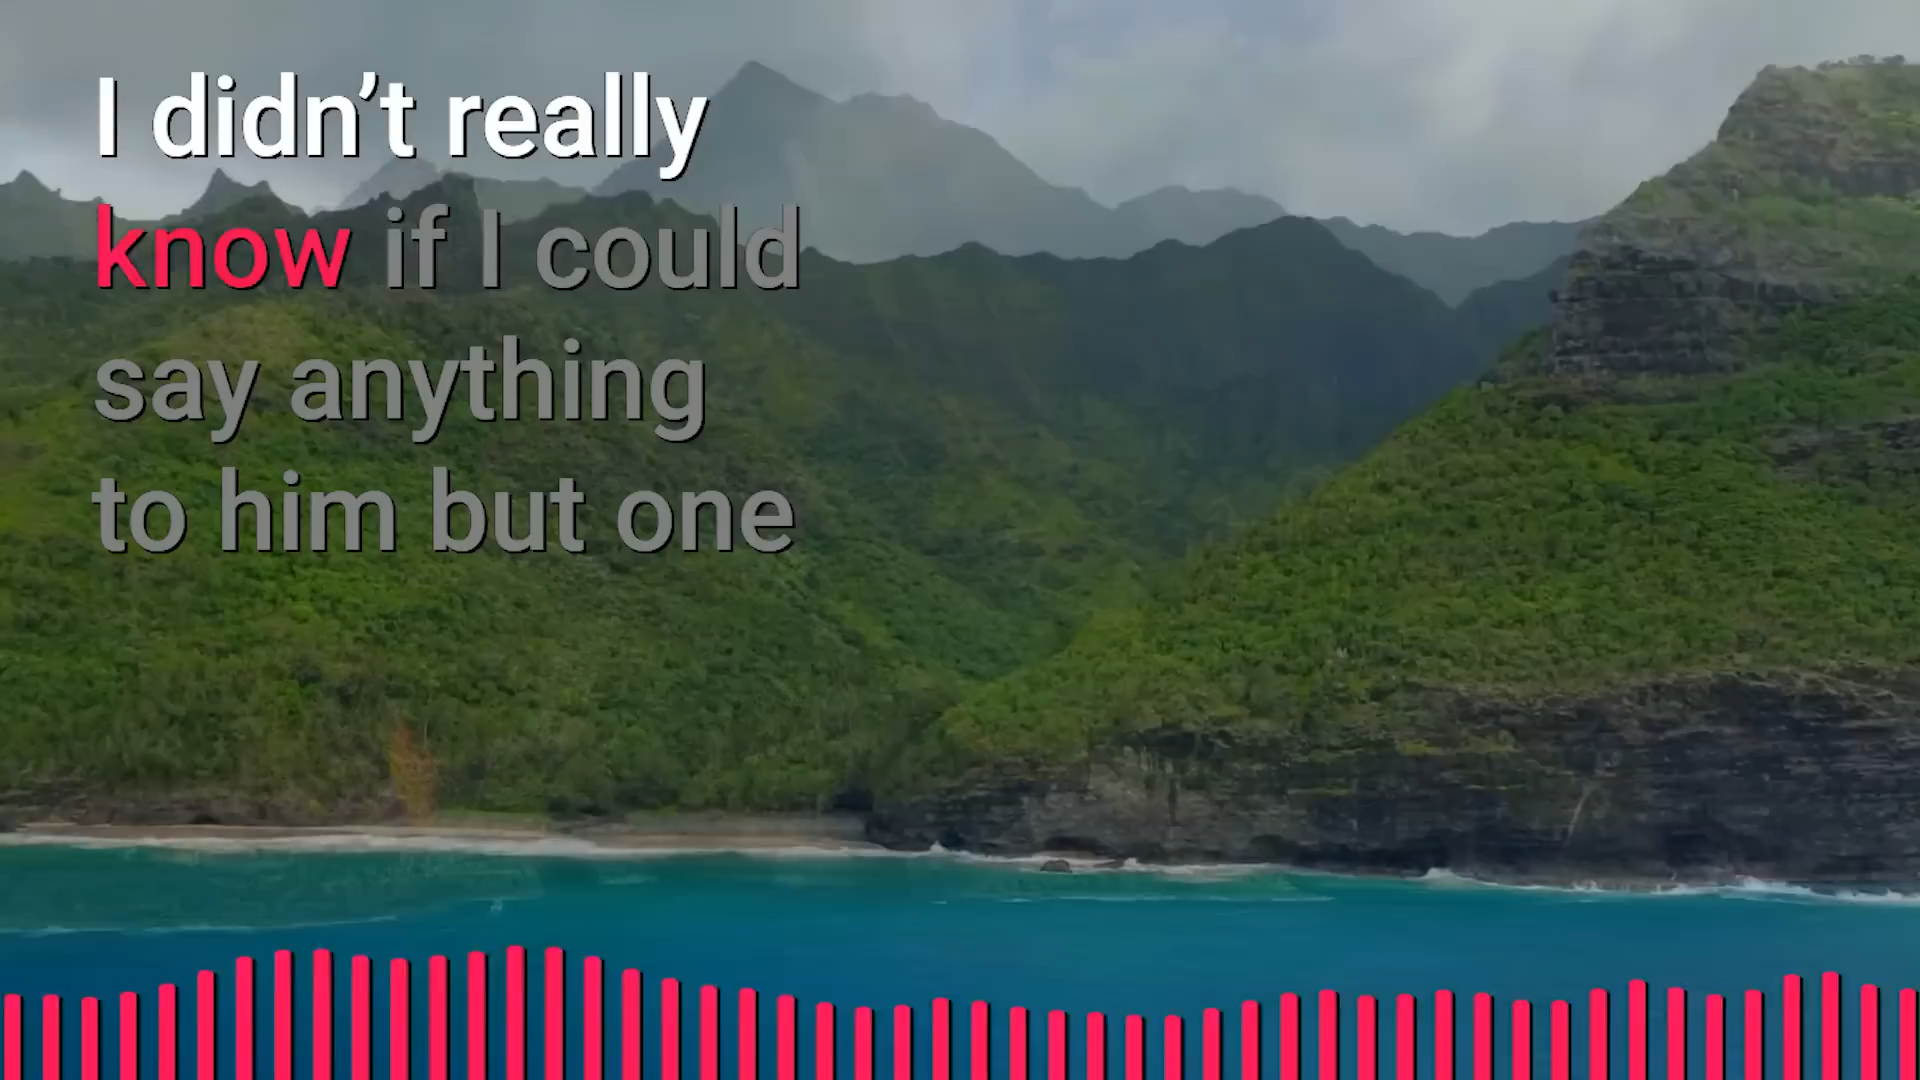 I didn’t really
know if I could
say anything
to him but one